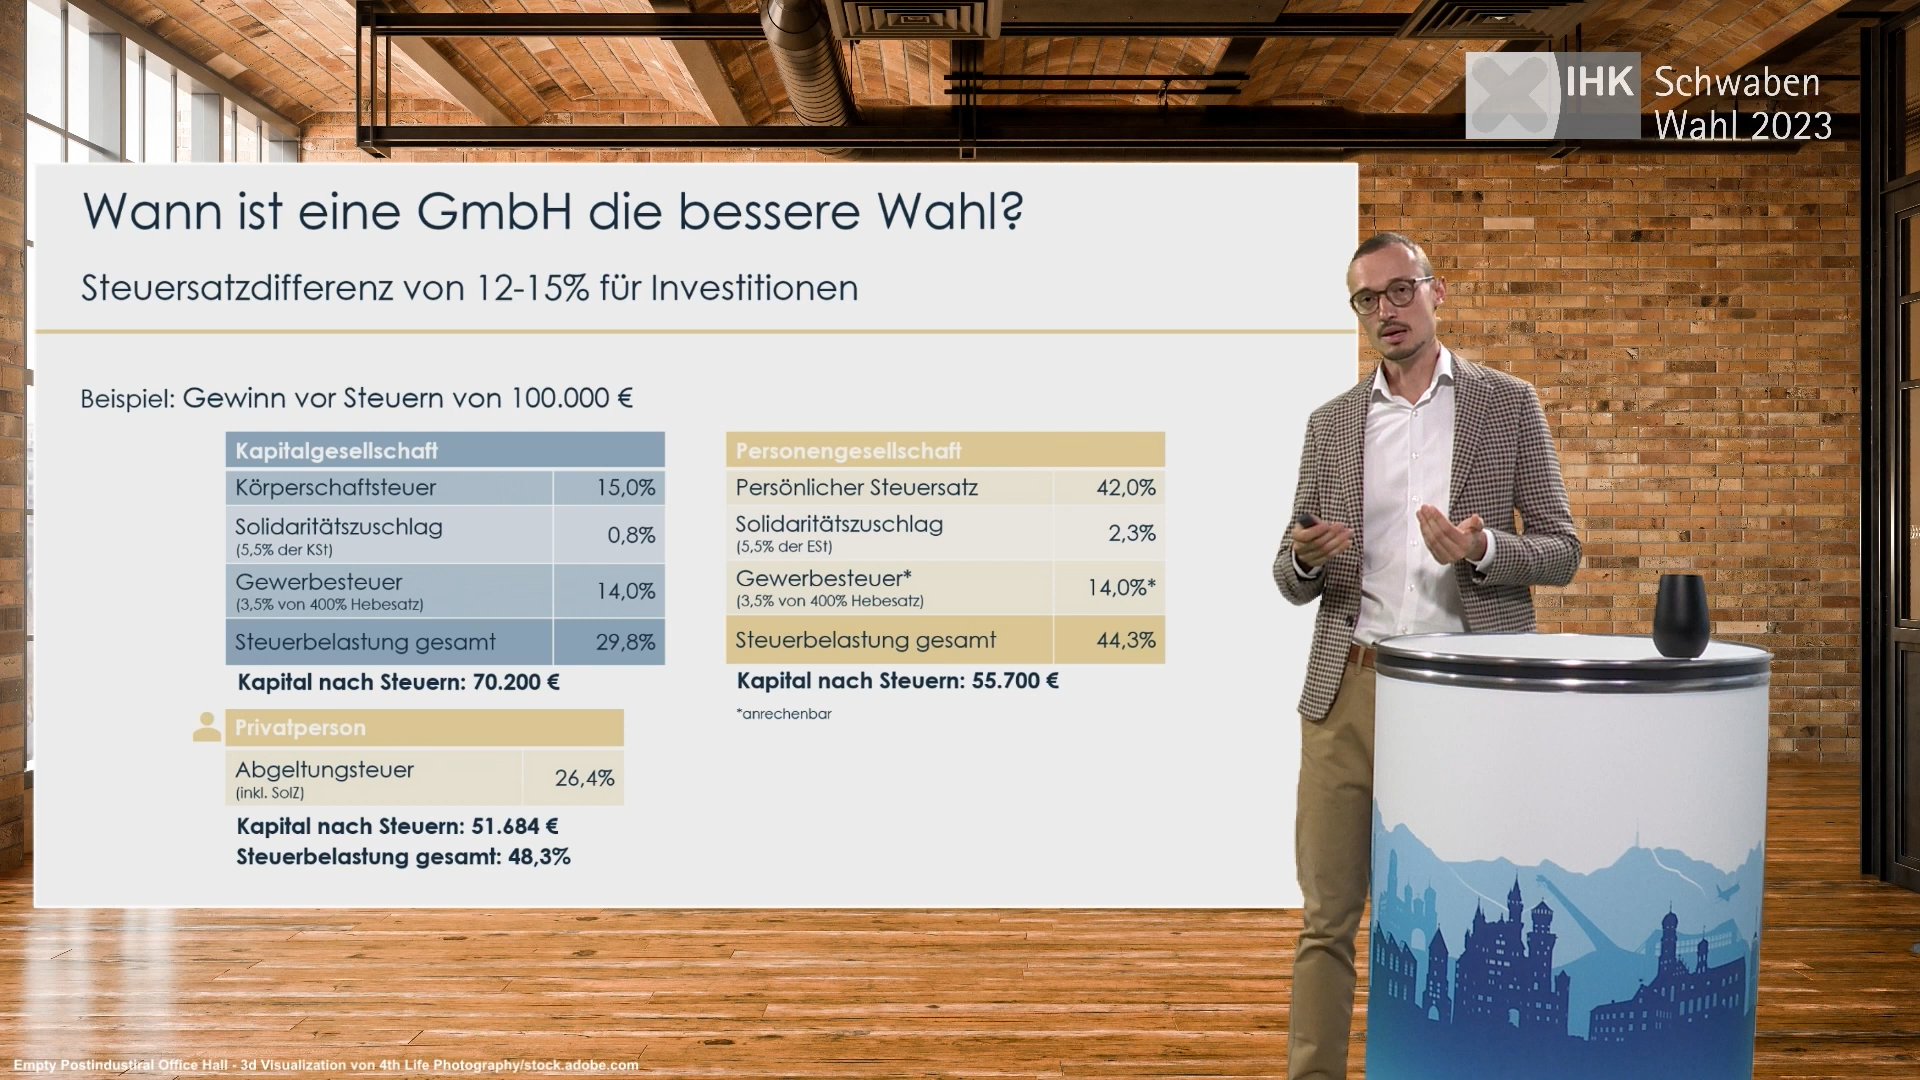 IHK Schwaben
Wahl 2023
Wann ist eine GmbH die bessere Wahl?
Steuersatzdifferenz von 12-15% für Investitionen
Beispiel: Gewinn vor Steuern von 100.000 €
Kapitalgesellschaft
Körperschaftsteuer 15,0%
Solidaritätszuschlag 0,8%
(5,5% der KSt)
Gewerbesteuer 14,0%
(3,5% von 400% Hebesatz)
Steuerbelastung gesamt 29,8%
Kapital nach Steuern: 70.200 €
Privatperson
Abgeltungsteuer 26,4%
(inkl. SolZ)
Kapital nach Steuern: 51.684 €
Steuerbelastung gesamt: 48,3%
Personengesellschaft
Persönlicher Steuersatz 42,0%
Solidaritätszuschlag 2,3%
(5,5% der ESt)
Gewerbesteuer* 14,0%*
(3,5% von 400% Hebesatz)
Steuerbelastung gesamt 44,3%
Kapital nach Steuern: 55.700 €
*anrechenbar
Empty Postindustiral Office Hall - 3d Visualization von 4th Life Photography/stock.adobe.com